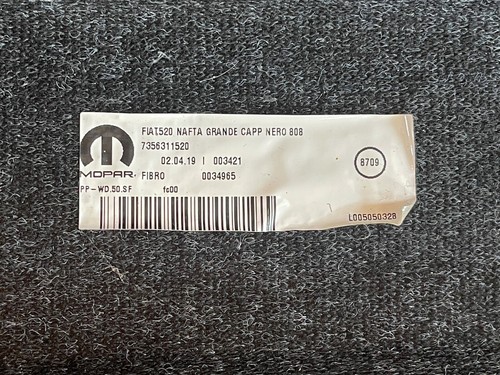 FIAT520 NAFTA GRANDE CAPP NERO 808
7356311520
02.04.19 | 003421
8709
MOPAR
FIBRO 0034965
PP-WD.50.SF fc00
L005050328